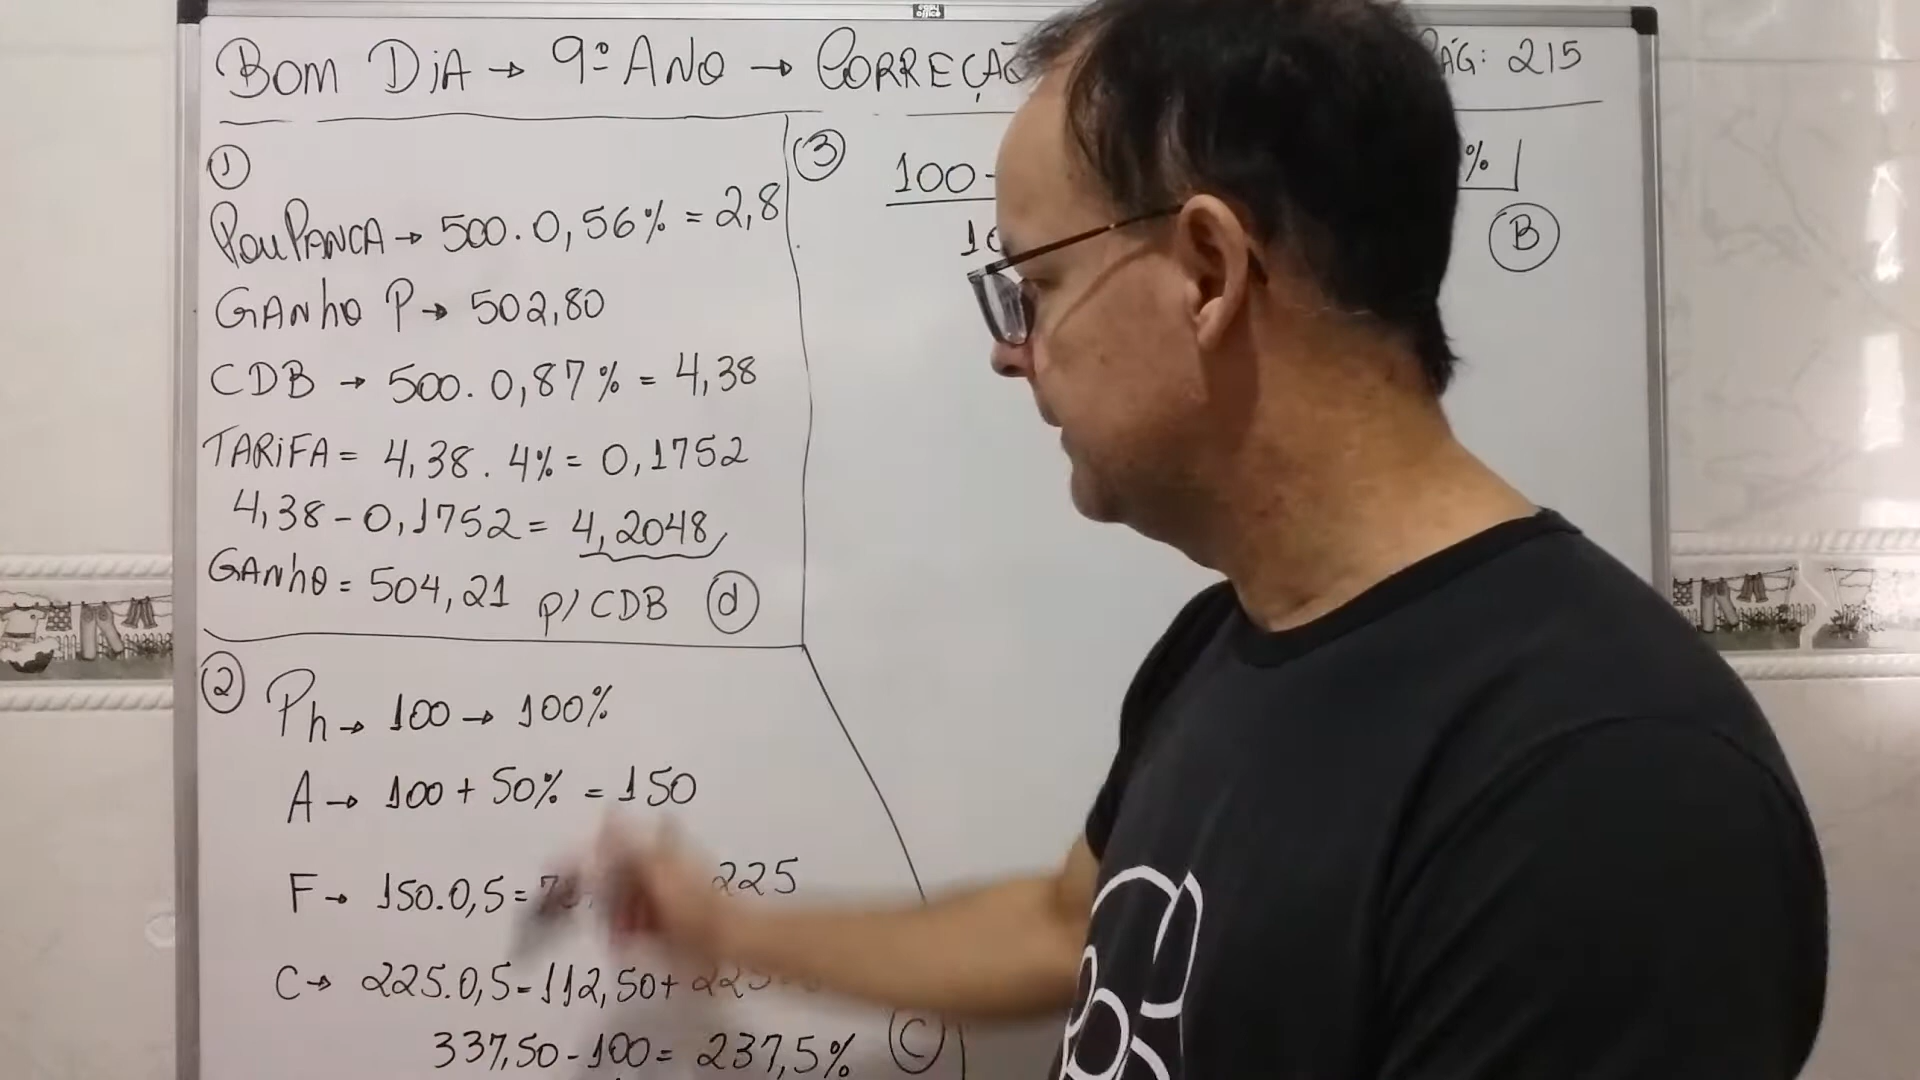 BOM DIA → 9º ANO → CORREÇÃO ÁG: 215
①
POUPANCA → 500.0,56% = 2,8
GANHO P → 502,80
CDB → 500.0,87% = 4,38
TARIFA = 4,38.4% = 0,1752
4,38-0,1752 = 4,2048
GANHO = 504,21 P/ CDB ⓓ
② Ph → 100 → 100%
A → 100 + 50% = 150
F → 150.0,5 = 225
C → 225.0,5 = 112,50 +
337,50-100 = 237,5% Ⓒ
③ 100- %
Ⓑ